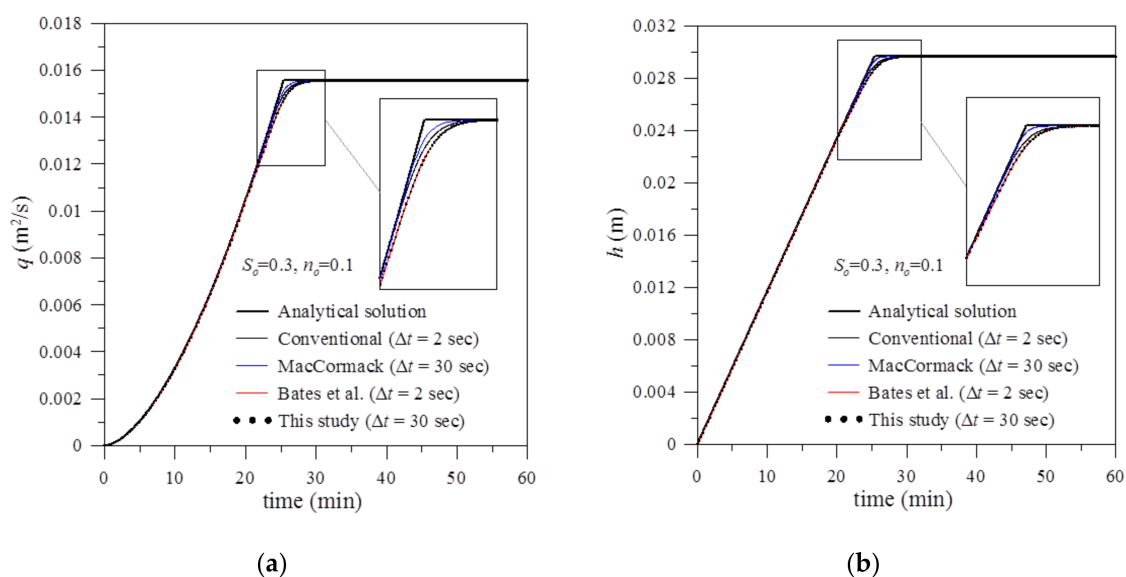 0.018
0.016
0.014
0.012
0.01
0.008
0.006
0.004
0.002
0
q (m²/s)
Sₒ=0.3, nₒ=0.1
Analytical solution
Conventional (Δt = 2 sec)
MacCormack (Δt = 30 sec)
Bates et al. (Δt = 2 sec)
This study (Δt = 30 sec)
0 10 20 30 40 50 60
time (min)
(a)
0.032
0.028
0.024
0.02
0.016
0.012
0.008
0.004
0
h (m)
Sₒ=0.3, nₒ=0.1
Analytical solution
Conventional (Δt = 2 sec)
MacCormack (Δt = 30 sec)
Bates et al. (Δt = 2 sec)
This study (Δt = 30 sec)
0 10 20 30 40 50 60
time (min)
(b)